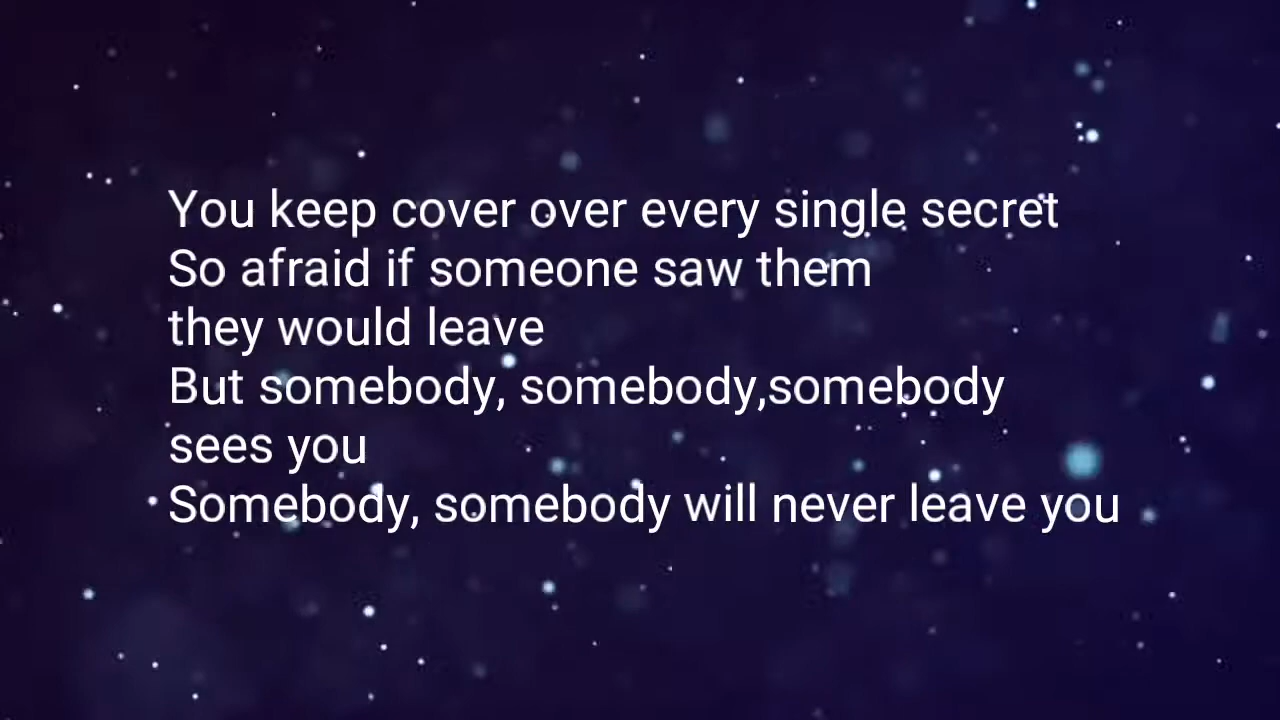 You keep cover over every single secret
So afraid if someone saw them
they would leave
But somebody, somebody,somebody
sees you
Somebody, somebody will never leave you